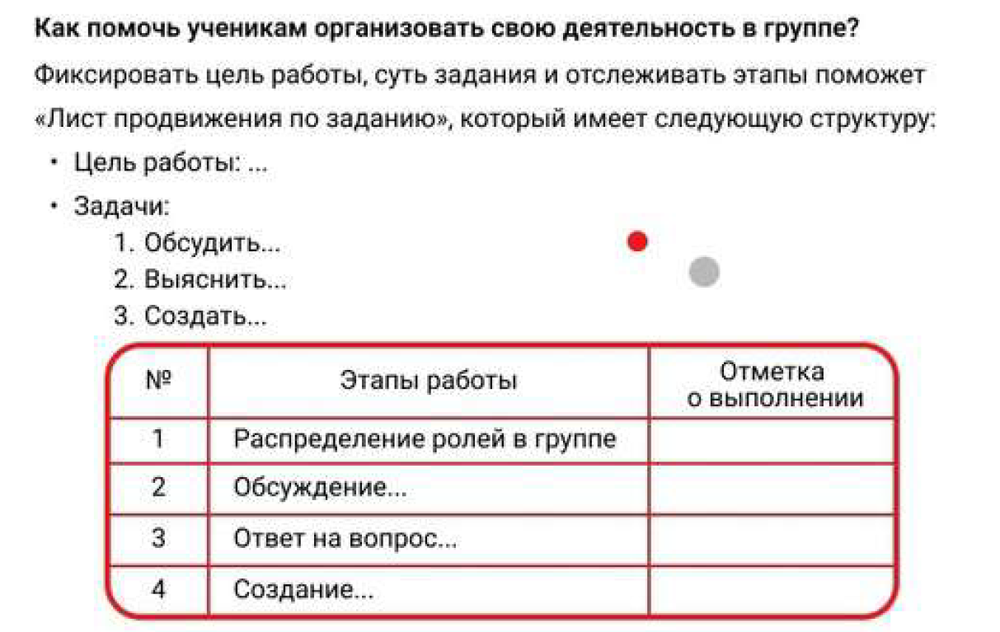 Как помочь ученикам организовать свою деятельность в группе?
Фиксировать цель работы, суть задания и отслеживать этапы поможет
«Лист продвижения по заданию», который имеет следующую структуру:
• Цель работы: ...
• Задачи:
1. Обсудить...
2. Выяснить...
3. Создать...
№ Этапы работы Отметка
о выполнении
1 Распределение ролей в группе
2 Обсуждение...
3 Ответ на вопрос...
4 Создание...